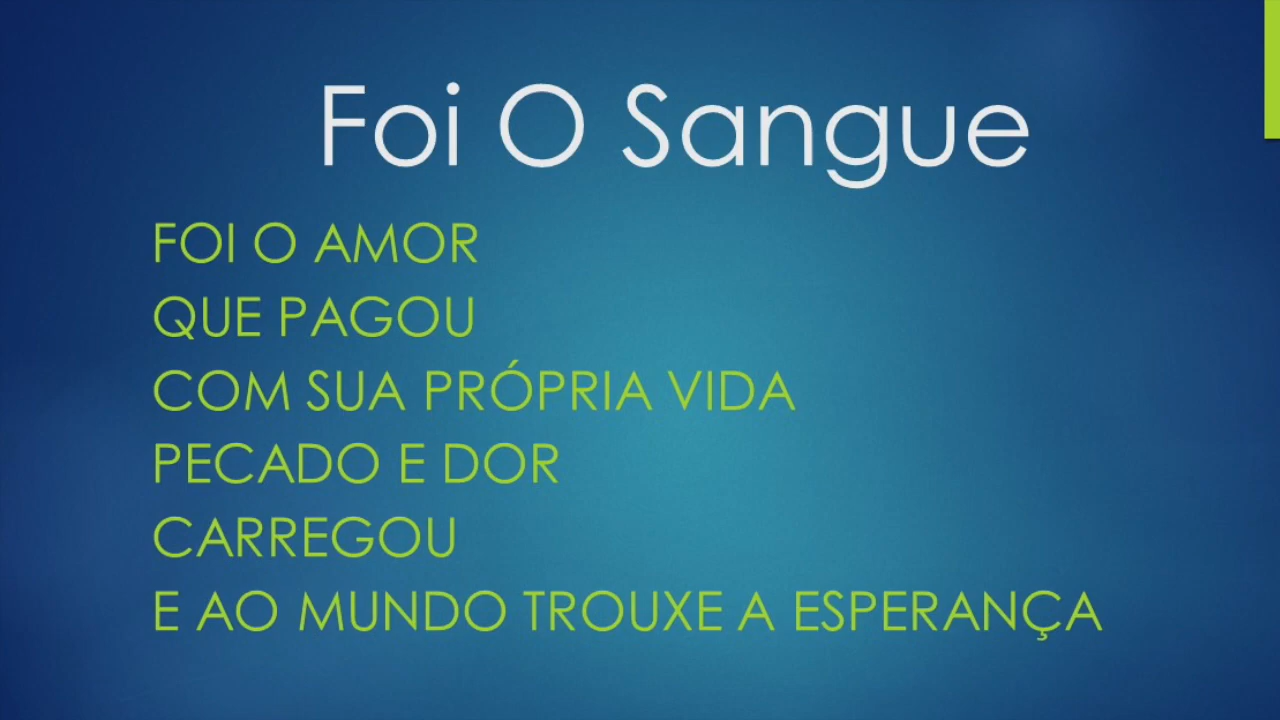 Foi O Sangue
FOI O AMOR
QUE PAGOU
COM SUA PRÓPRIA VIDA
PECADO E DOR
CARREGOU
E AO MUNDO TROUXE A ESPERANÇA